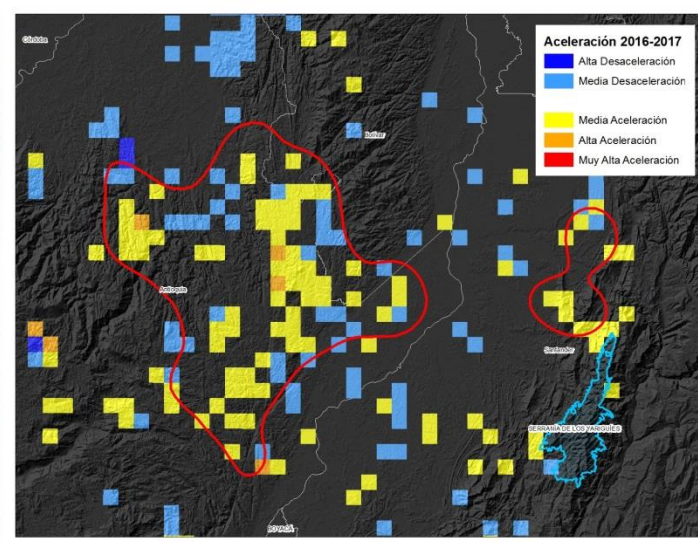 Aceleración 2016-2017
Alta Desaceleración
Media Desaceleración
Media Aceleración
Alta Aceleración
Muy Alta Aceleración
Córdoba
Bolívar
Antioquia
Santander
SERRANÍA DE LOS YARIGUÍES
BOYACÁ